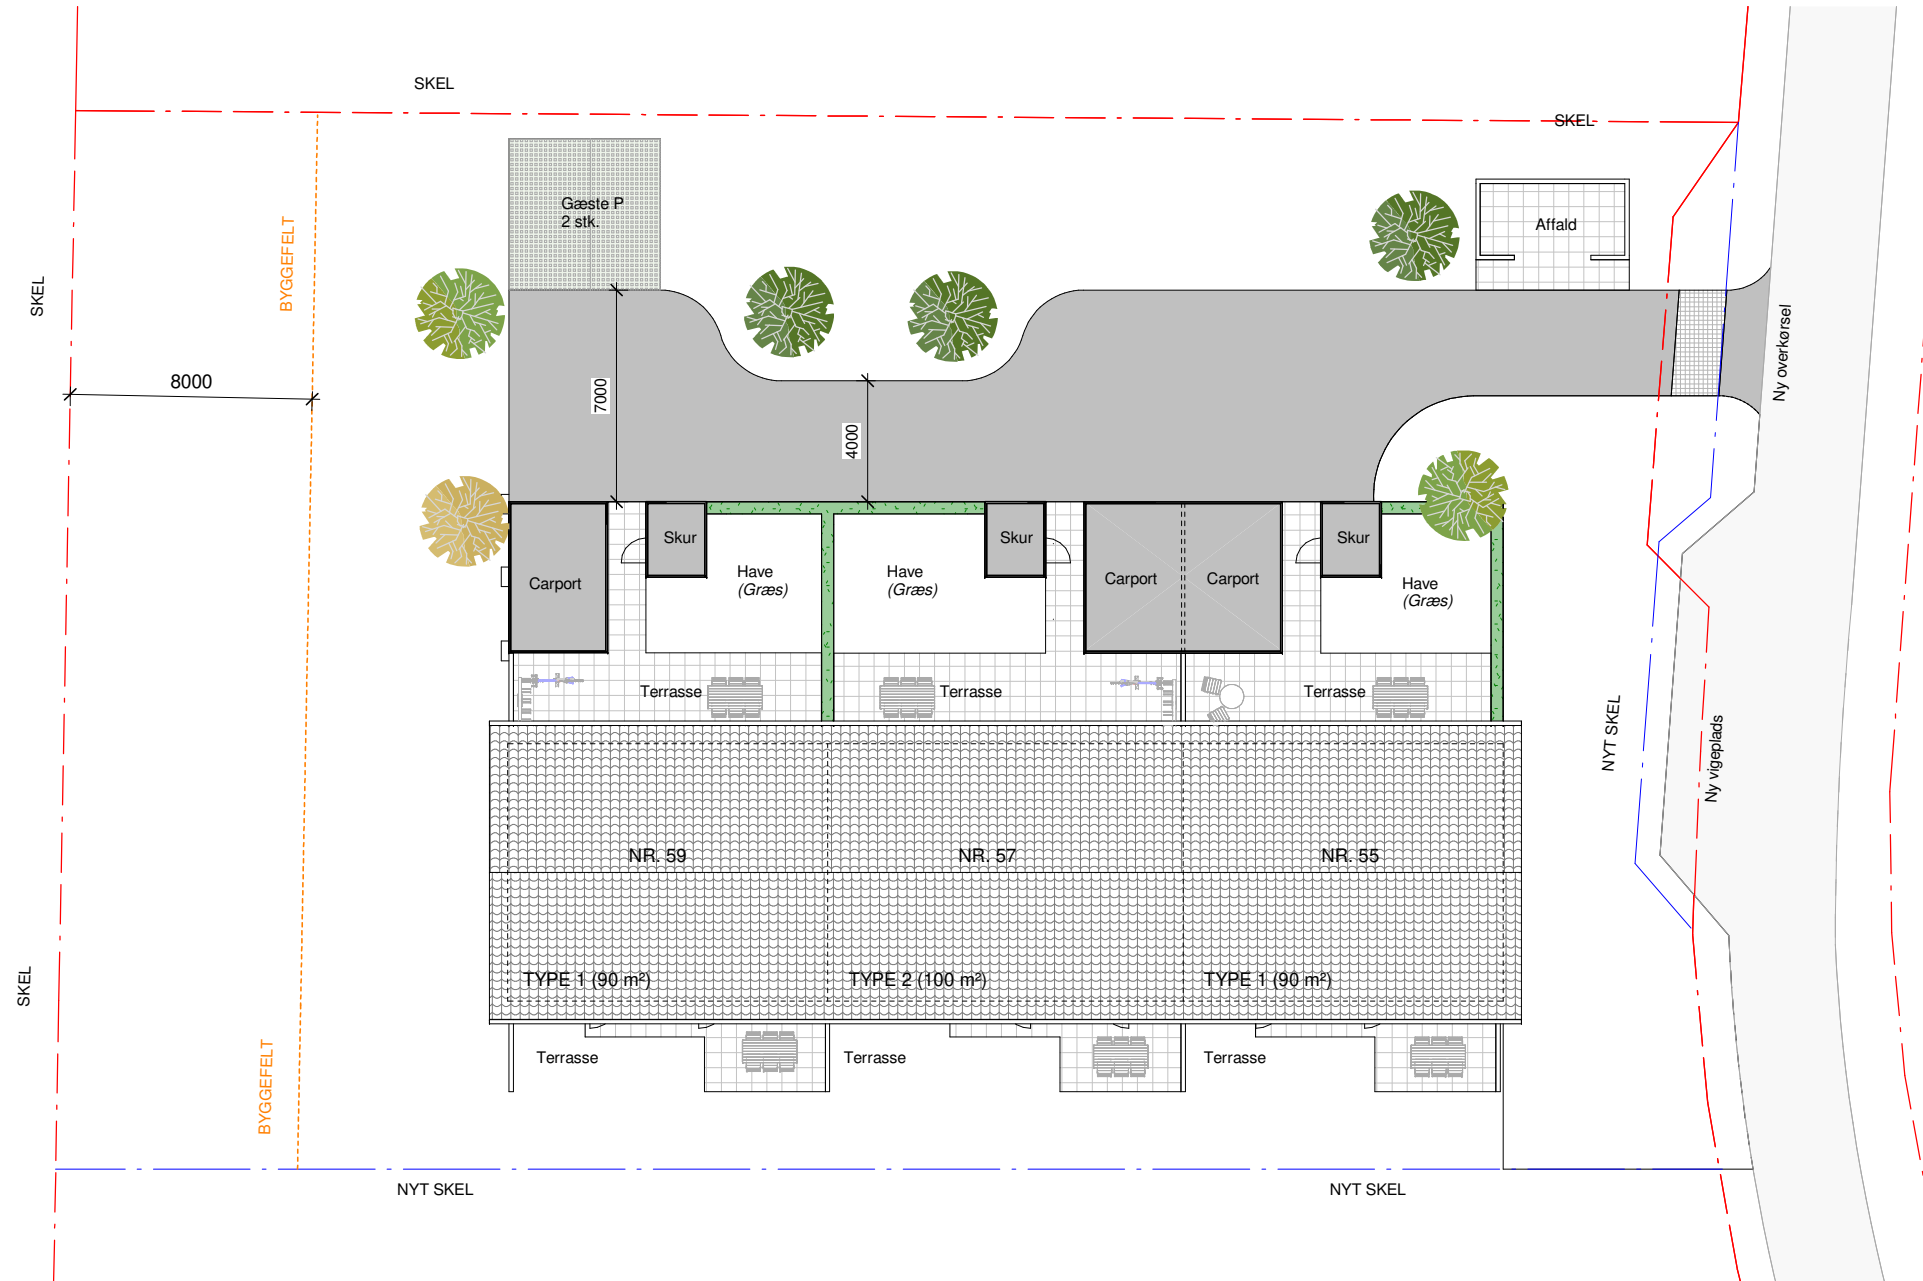 SKEL
SKEL
Gæste P
2 stk.
Affald
BYGGEFELT
SKEL
8000
7000
4000
Ny overkørsel
Skur
Skur
Skur
Carport
Have
(Græs)
Have
(Græs)
Carport
Carport
Have
(Græs)
Terrasse
Terrasse
Terrasse
NYT SKEL
Ny vigeplads
NR. 59
NR. 57
NR. 55
SKEL
TYPE 1 (90 m²)
TYPE 2 (100 m²)
TYPE 1 (90 m²)
BYGGEFELT
Terrasse
Terrasse
Terrasse
NYT SKEL
NYT SKEL